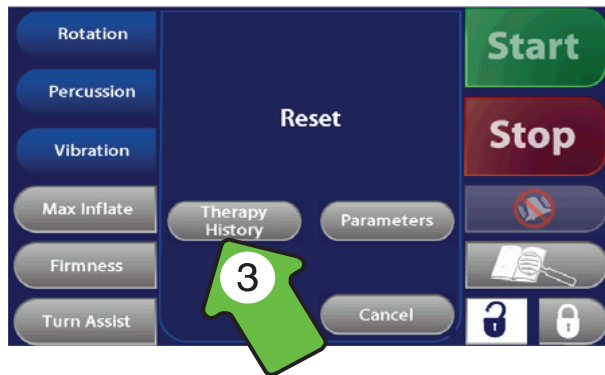 Rotation
Percussion
Vibration
Max Inflate
Firmness
Turn Assist
Reset
Therapy
History
Parameters
3
Cancel
Start
Stop